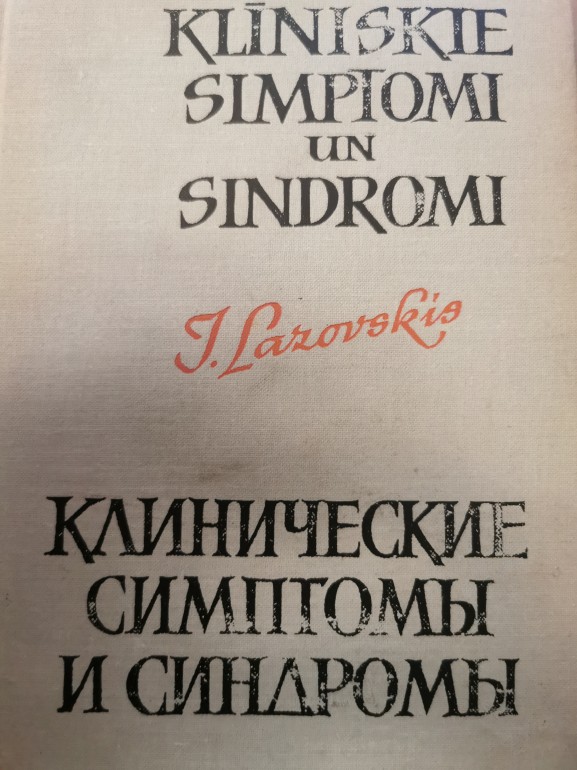 KLĪNISKIE
SIMPTOMI
UN
SINDROMI
J. Lazovskis
КЛИНИЧЕСКИЕ
СИМПТОМЫ
И СИНДРОМЫ